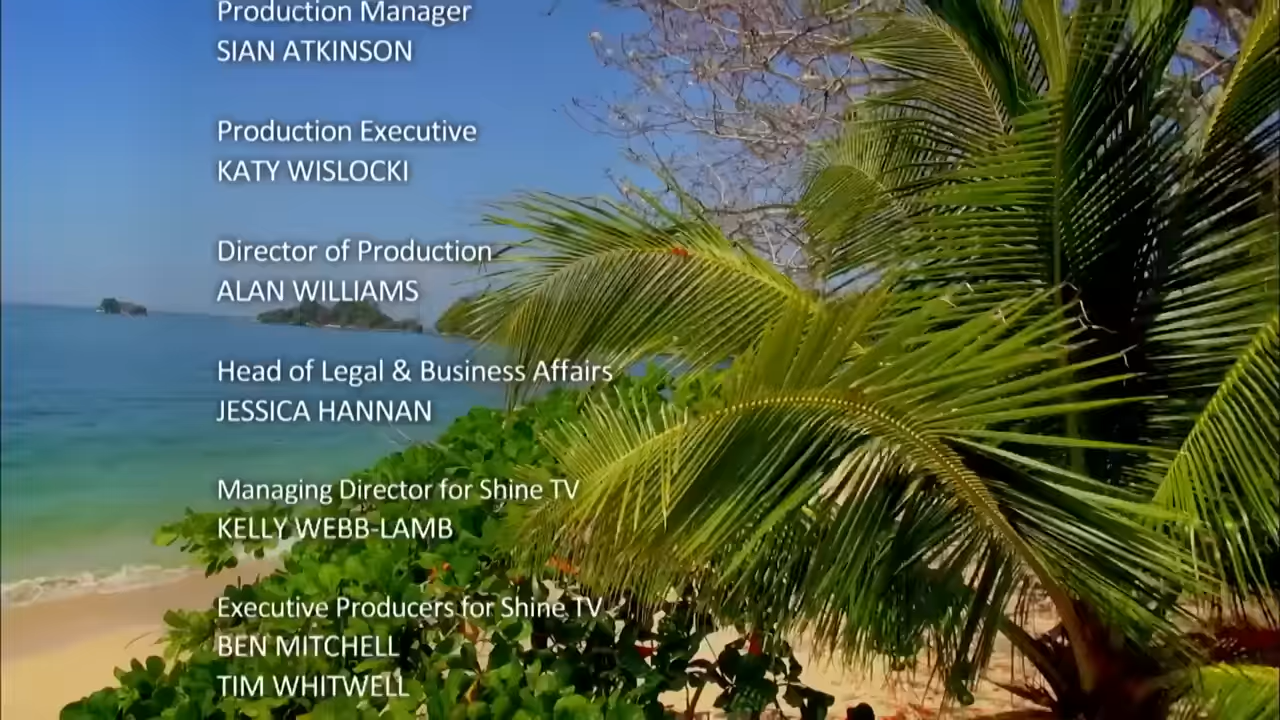 Production Manager
SIAN ATKINSON
Production Executive
KATY WISLOCKI
Director of Production
ALAN WILLIAMS
Head of Legal & Business Affairs
JESSICA HANNAN
Managing Director for Shine TV
KELLY WEBB-LAMB
Executive Producers for Shine TV
BEN MITCHELL
TIM WHITWELL